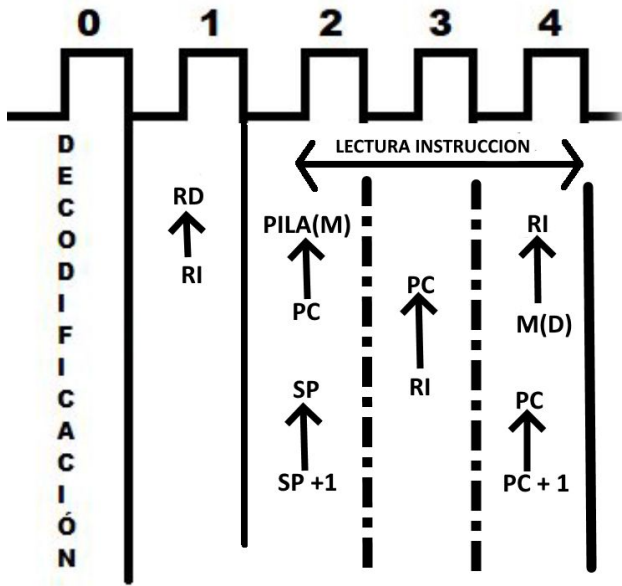 0 1 2 3 4
LECTURA INSTRUCCION
DECODIFICACIÓN
RD
RI
PILA(M)
PC
SP
SP +1
PC
RI
RI
M(D)
PC
PC + 1